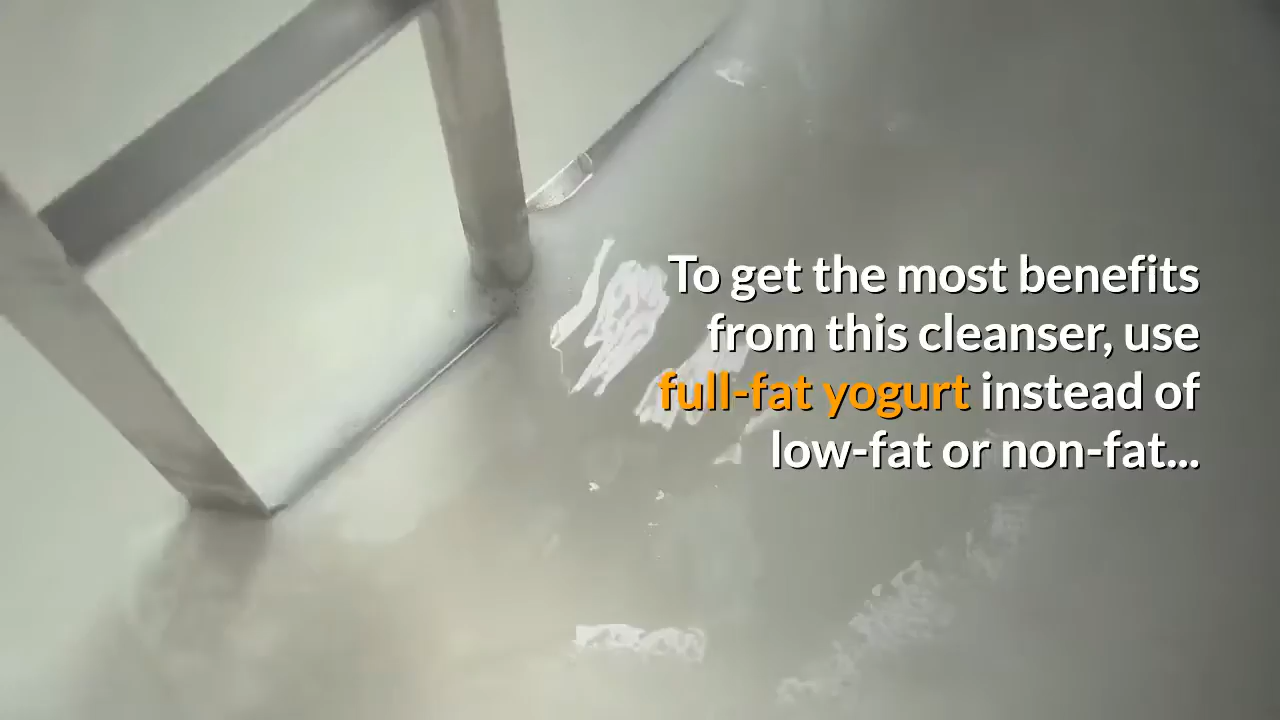 To get the most benefits
from this cleanser, use
full-fat yogurt instead of
low-fat or non-fat...